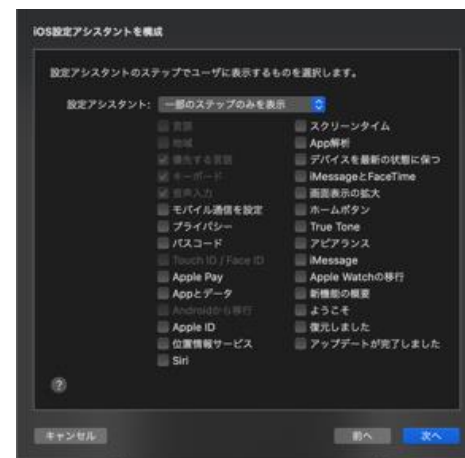 iOS設定アシスタントを構成
設定アシスタントのステップでユーザに表示するものを選択します。
設定アシスタント: 一部のステップのみを表示
言語
地域
優先する言語
キーボード
音声入力
モバイル通信を設定
プライバシー
パスコード
Touch ID / Face ID
Apple Pay
Appとデータ
Androidから移行
Apple ID
位置情報サービス
Siri
スクリーンタイム
App解析
デバイスを最新の状態に保つ
iMessageとFaceTime
画面表示の拡大
ホームボタン
True Tone
アピアランス
iMessage
Apple Watchの移行
新機能の概要
ようこそ
復元しました
アップデートが完了しました
?
キャンセル
前へ
次へ